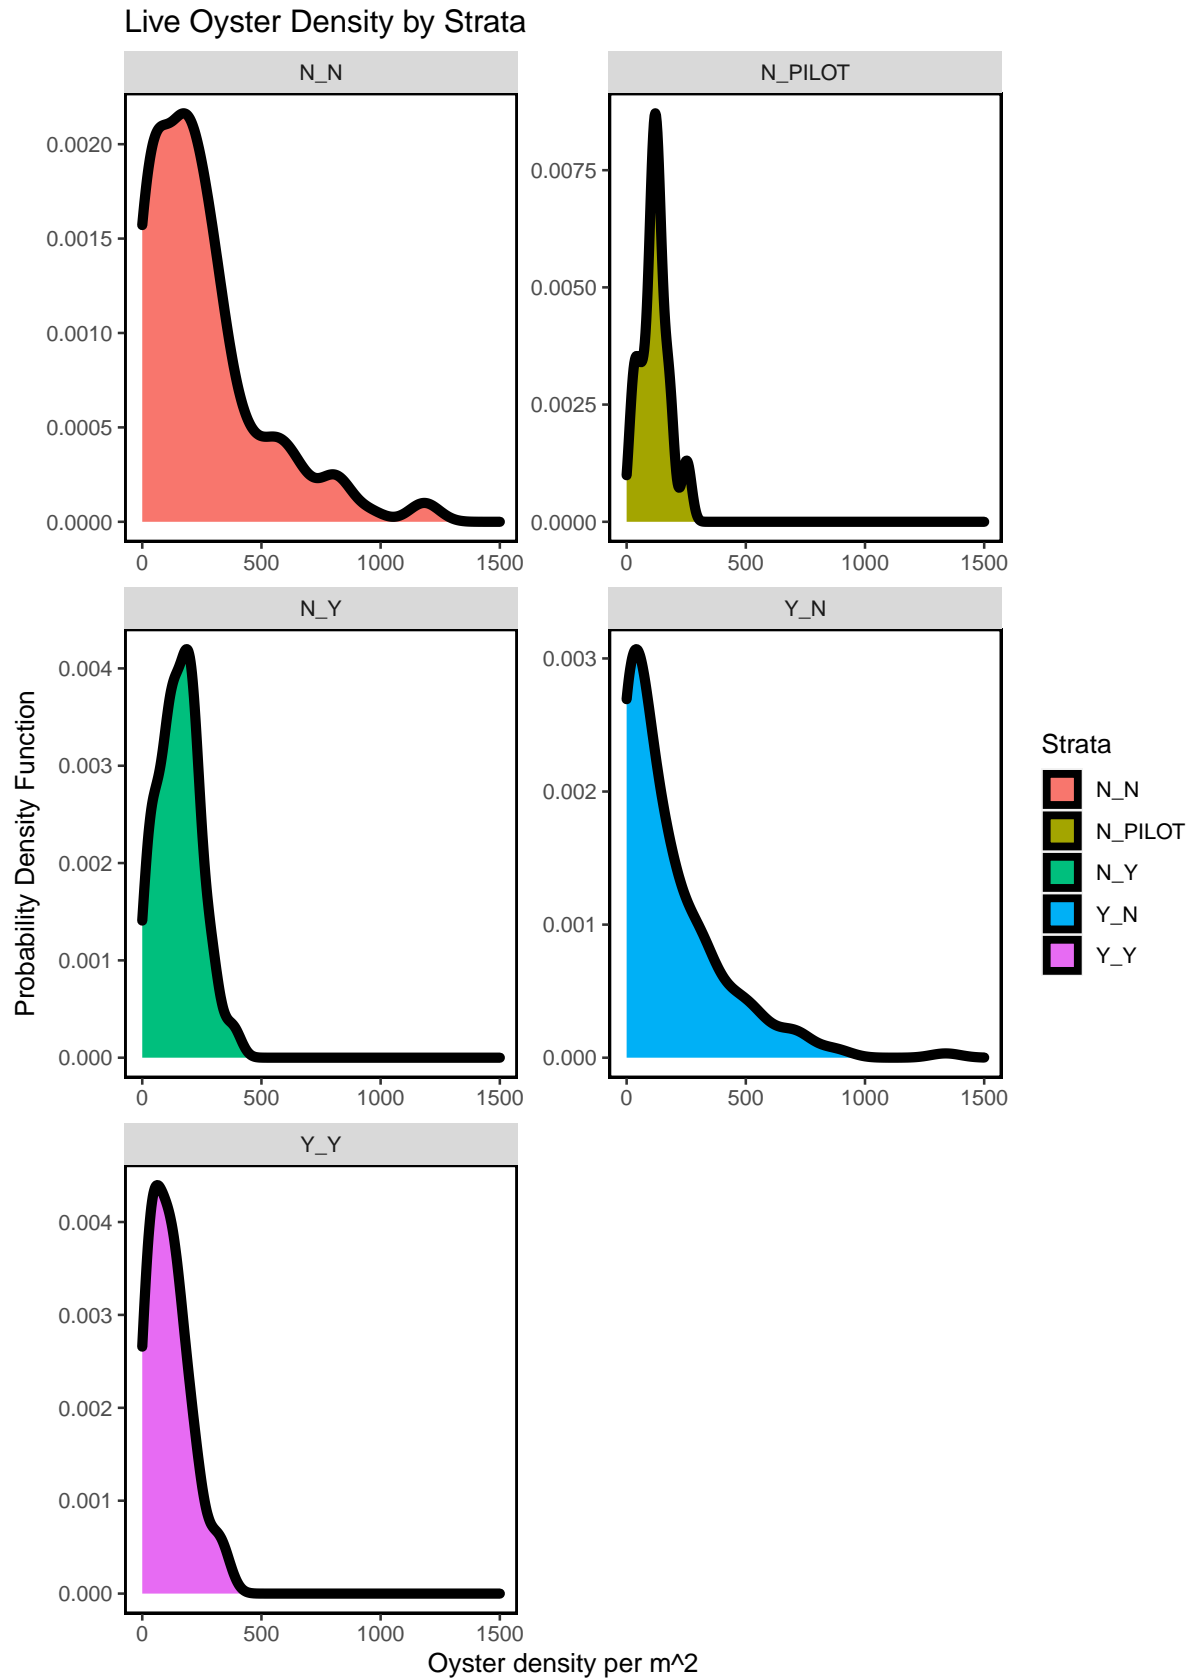 Live Oyster Density by Strata
N_N
N_PILOT
0.0020
0.0015
0.0010
0.0005
0.0000
0.0075
0.0050
0.0025
0.0000
0 500 1000 1500
0 500 1000 1500
N_Y
Y_N
Probability Density Function
0.004
0.003
0.002
0.001
0.000
0.003
0.002
0.001
0.000
0 500 1000 1500
0 500 1000 1500
Strata
N_N
N_PILOT
N_Y
Y_N
Y_Y
Y_Y
0.004
0.003
0.002
0.001
0.000
0 500 1000 1500
Oyster density per m^2